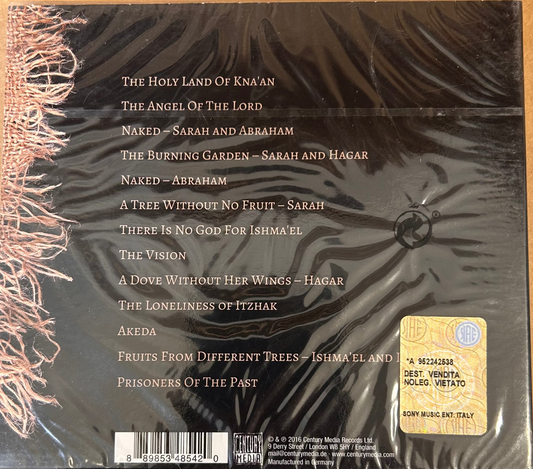 The Holy Land Of Kna'an
The Angel Of The Lord
Naked – Sarah and Abraham
The Burning Garden – Sarah and Hagar
Naked – Abraham
A Tree Without No Fruit – Sarah
There Is No God For Ishma'el
The Vision
A Dove Without Her Wings – Hagar
The Loneliness of Itzhak
Akeda
Fruits From Different Trees – Ishma'el and I
Prisoners Of The Past
*A 952242538
DEST. VENDITA
NOLEG. VIETATO
SONY MUSIC ENT. ITALY
8 89853 48542 0
CENTURY
MEDIA
© & ℗ 2016 Century Media Records Ltd.
9 Derry Street / London W8 5HY / England
mail@centurymedia.de · www.centurymedia.com
Manufactured in Germany